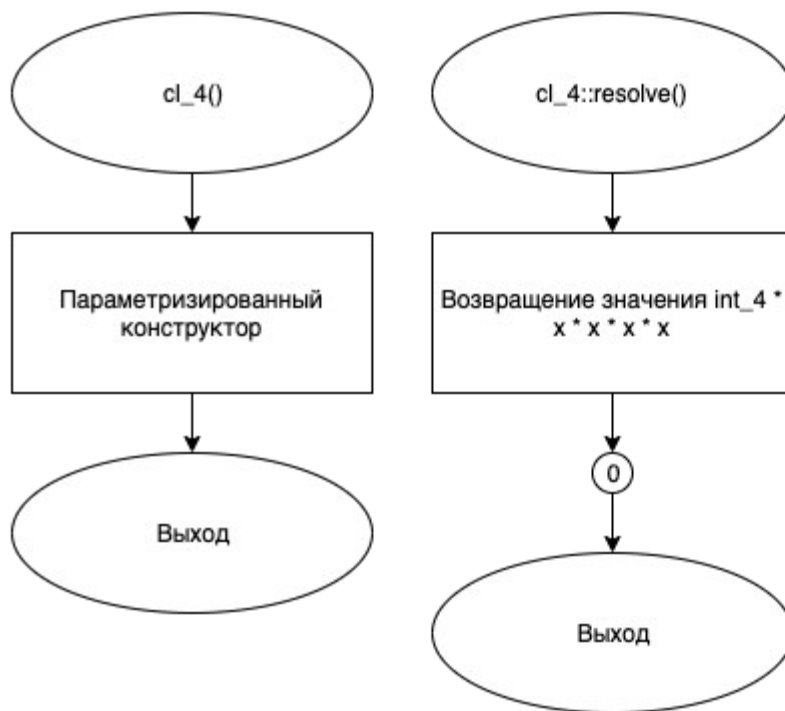 cl_4()
Параметризированный
конструктор
Выход
cl_4::resolve()
Возвращение значения int_4 *
x * x * x * x
0
Выход